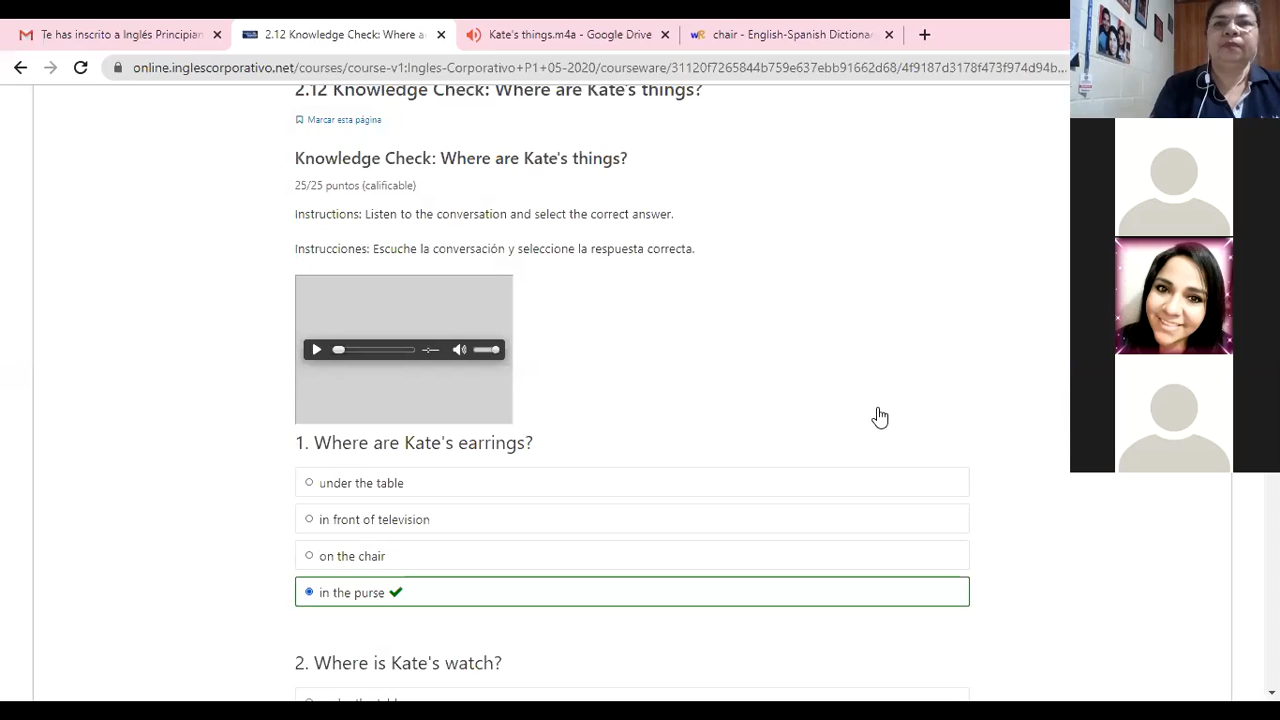 Te has inscrito a Inglés Principian
2.12 Knowledge Check: Where a
Kate's things.m4a - Google Drive
wR chair - English-Spanish Dictiona
online.inglescorporativo.net/courses/course-v1:Ingles-Corporativo+P1+05-2020/courseware/31120f7265844b759e637ebb91662d68/4f9187d3178f473f974d94b...
2.12 Knowledge Check: Where are Kate's things?
Marcar esta página
Knowledge Check: Where are Kate's things?
25/25 puntos (calificable)
Instructions: Listen to the conversation and select the correct answer.
Instrucciones: Escuche la conversación y seleccione la respuesta correcta.
1. Where are Kate's earrings?
under the table
in front of television
on the chair
in the purse
2. Where is Kate's watch?